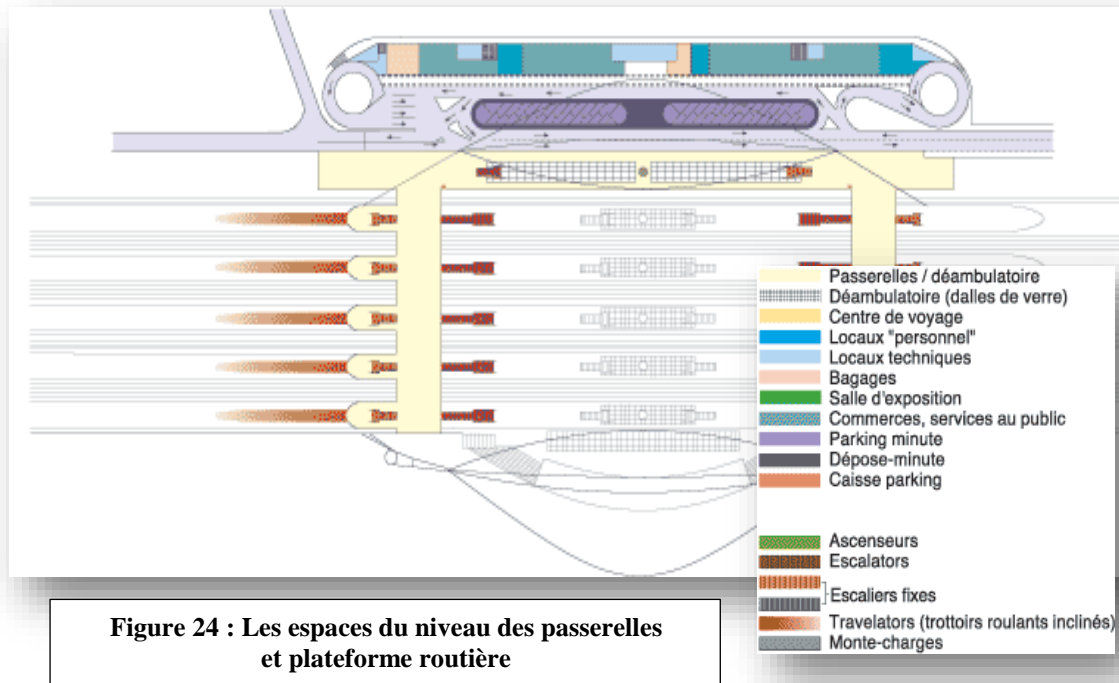 Passerelles / déambulatoire
Déambulatoire (dalles de verre)
Centre de voyage
Locaux "personnel"
Locaux techniques
Bagages
Salle d'exposition
Commerces, services au public
Parking minute
Dépose-minute
Caisse parking
Ascenseurs
Escalators
Escaliers fixes
Travelators (trottoirs roulants inclinés)
Monte-charges
Figure 24 : Les espaces du niveau des passerelles
et plateforme routière